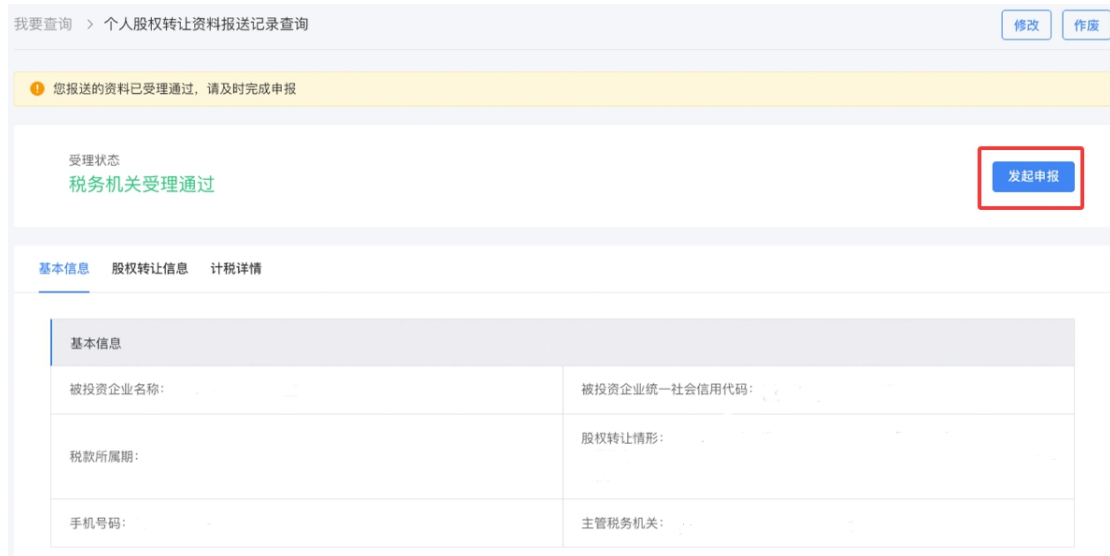 我要查询 > 个人股权转让资料报送记录查询 修改 作废
您报送的资料已受理通过，请及时完成申报
受理状态
税务机关受理通过
发起申报
基本信息 股权转让信息 计税详情
基本信息
被投资企业名称： 被投资企业统一社会信用代码：
税款所属期： 股权转让情形：
手机号码： 主管税务机关：